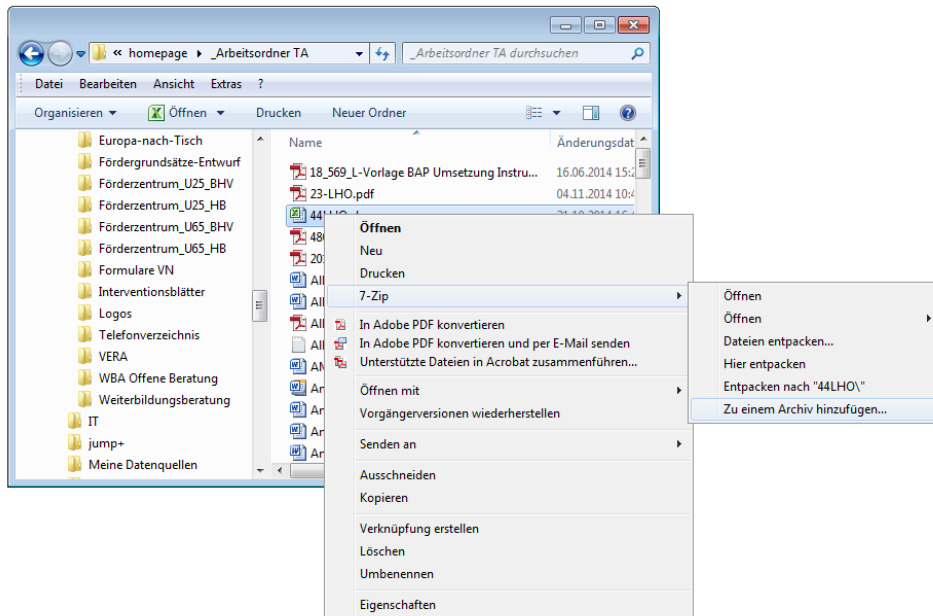 « homepage ▸ _Arbeitsordner TA
_Arbeitsordner TA durchsuchen
Datei Bearbeiten Ansicht Extras ?
Organisieren Öffnen Drucken Neuer Ordner
Europa-nach-Tisch
Fördergrundsätze-Entwurf
Förderzentrum_U25_BHV
Förderzentrum_U25_HB
Förderzentrum_U65_BHV
Förderzentrum_U65_HB
Formulare VN
Interventionsblätter
Logos
Telefonverzeichnis
VERA
WBA Offene Beratung
Weiterbildungsberatung
IT
jump+
Meine Datenquellen
Name Änderungsdat
18_569_L-Vorlage BAP Umsetzung Instru... 16.06.2014 15:2
23-LHO.pdf 04.11.2014 10:4
Öffnen
Neu
Drucken
7-Zip
In Adobe PDF konvertieren
In Adobe PDF konvertieren und per E-Mail senden
Unterstützte Dateien in Acrobat zusammenführen...
Öffnen mit
Vorgängerversionen wiederherstellen
Senden an
Ausschneiden
Kopieren
Verknüpfung erstellen
Löschen
Umbenennen
Eigenschaften
Öffnen
Öffnen
Dateien entpacken...
Hier entpacken
Entpacken nach "44LHO\"
Zu einem Archiv hinzufügen...